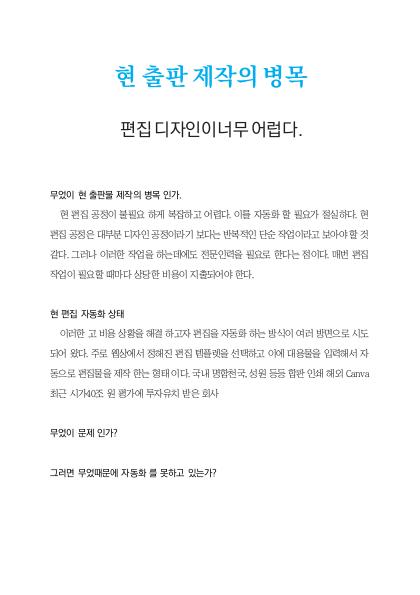 현 출판 제작의 병목
편집 디자인이너무 어렵다.
무엇이 현 출판물 제작의 병목 인가.
현 편집 공정이 불필요 하게 복잡하고 어렵다. 이를 자동화 할 필요가 절실하다. 현
편집 공정은 대부분 디자인 공정이라기 보다는 반복적인 단순 작업이라고 보아야 할 것
같다. 그러나 이러한 작업을 하는데에도 전문인력을 필요로 한다는 점이다. 매번 편집
작업이 필요할 때마다 상당한 비용이 지출되어야 한다.
현 편집 자동화 상태
이러한 고 비용 상황을 해결 하고자 편집을 자동화 하는 방식이 여러 방면으로 시도
되어 왔다. 주로 웹상에서 정해진 편집 템플렛을 선택하고 이에 대용물을 입력해서 자
동으로 편집물을 제작 한는 형태 이다. 국내 명함천국, 성원 등등 합판 인쇄 해외 Canva
최근 시가40조 원 평가에 투자유치 받은 회사
무엇이 문제 인가?
그러면 무었때문에 자동화 를 못하고 있는가?